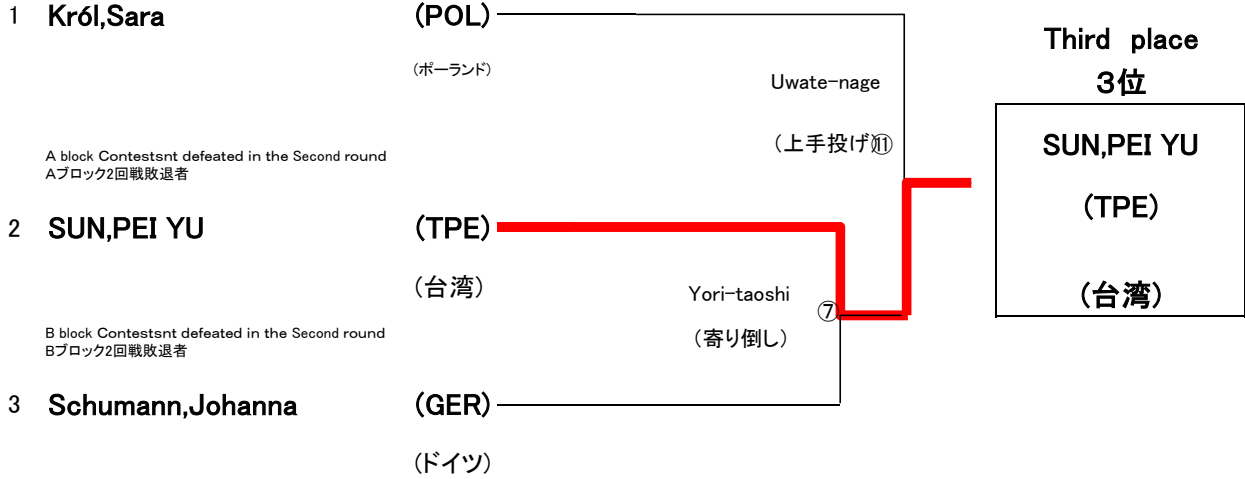 1 Król,Sara (POL)
(ポーランド)
Uwate-nage
(上手投げ)⑪
A block Contestsnt defeated in the Second round
Aブロック2回戦敗退者
2 SUN,PEI YU (TPE)
(台湾)
Yori-taoshi
⑦
(寄り倒し)
B block Contestsnt defeated in the Second round
Bブロック2回戦敗退者
3 Schumann,Johanna (GER)
(ドイツ)
Third place
3位
SUN,PEI YU
(TPE)
(台湾)